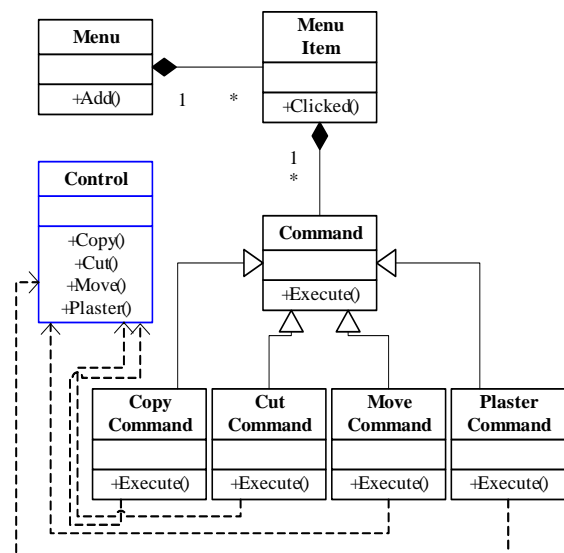 Menu
+Add()
1
*
Menu
Item
+Clicked()
1
*
Control
+Copy()
+Cut()
+Move()
+Plaster()
Command
+Execute()
Copy
Command
+Execute()
Cut
Command
+Execute()
Move
Command
+Execute()
Plaster
Command
+Execute()